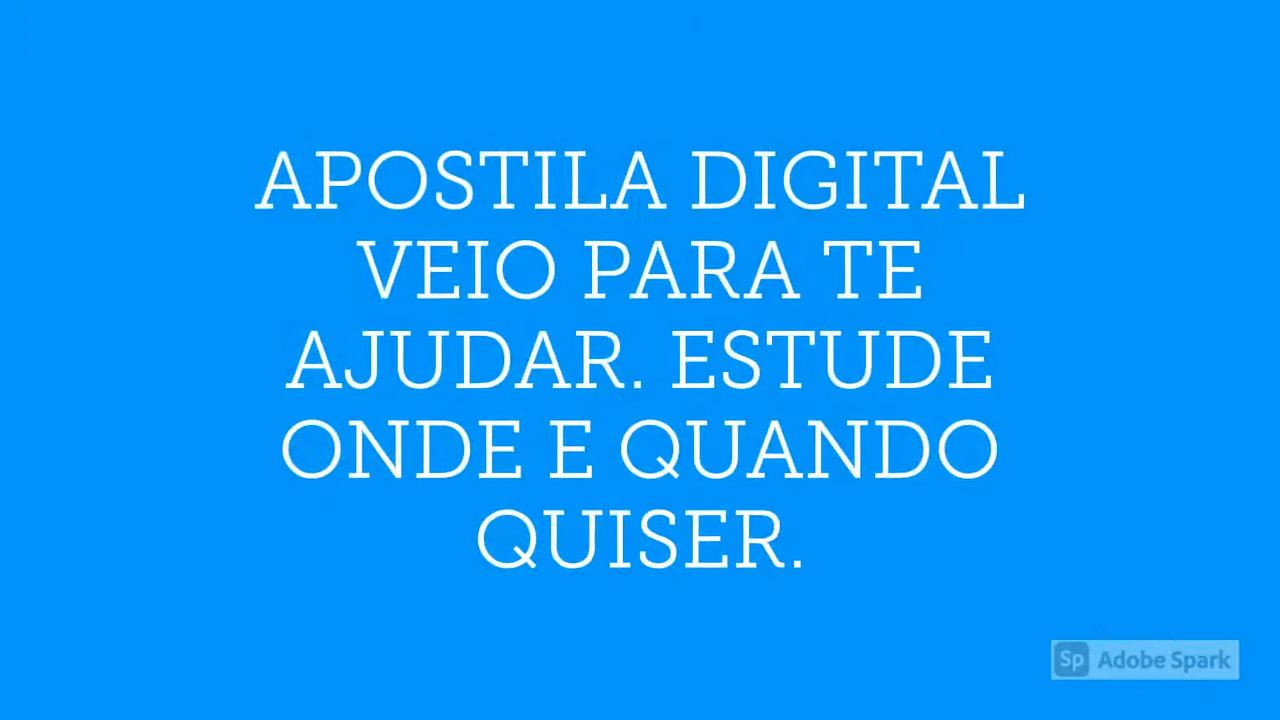 APOSTILA DIGITAL
VEIO PARA TE
AJUDAR. ESTUDE
ONDE E QUANDO
QUISER.
Sp Adobe Spark